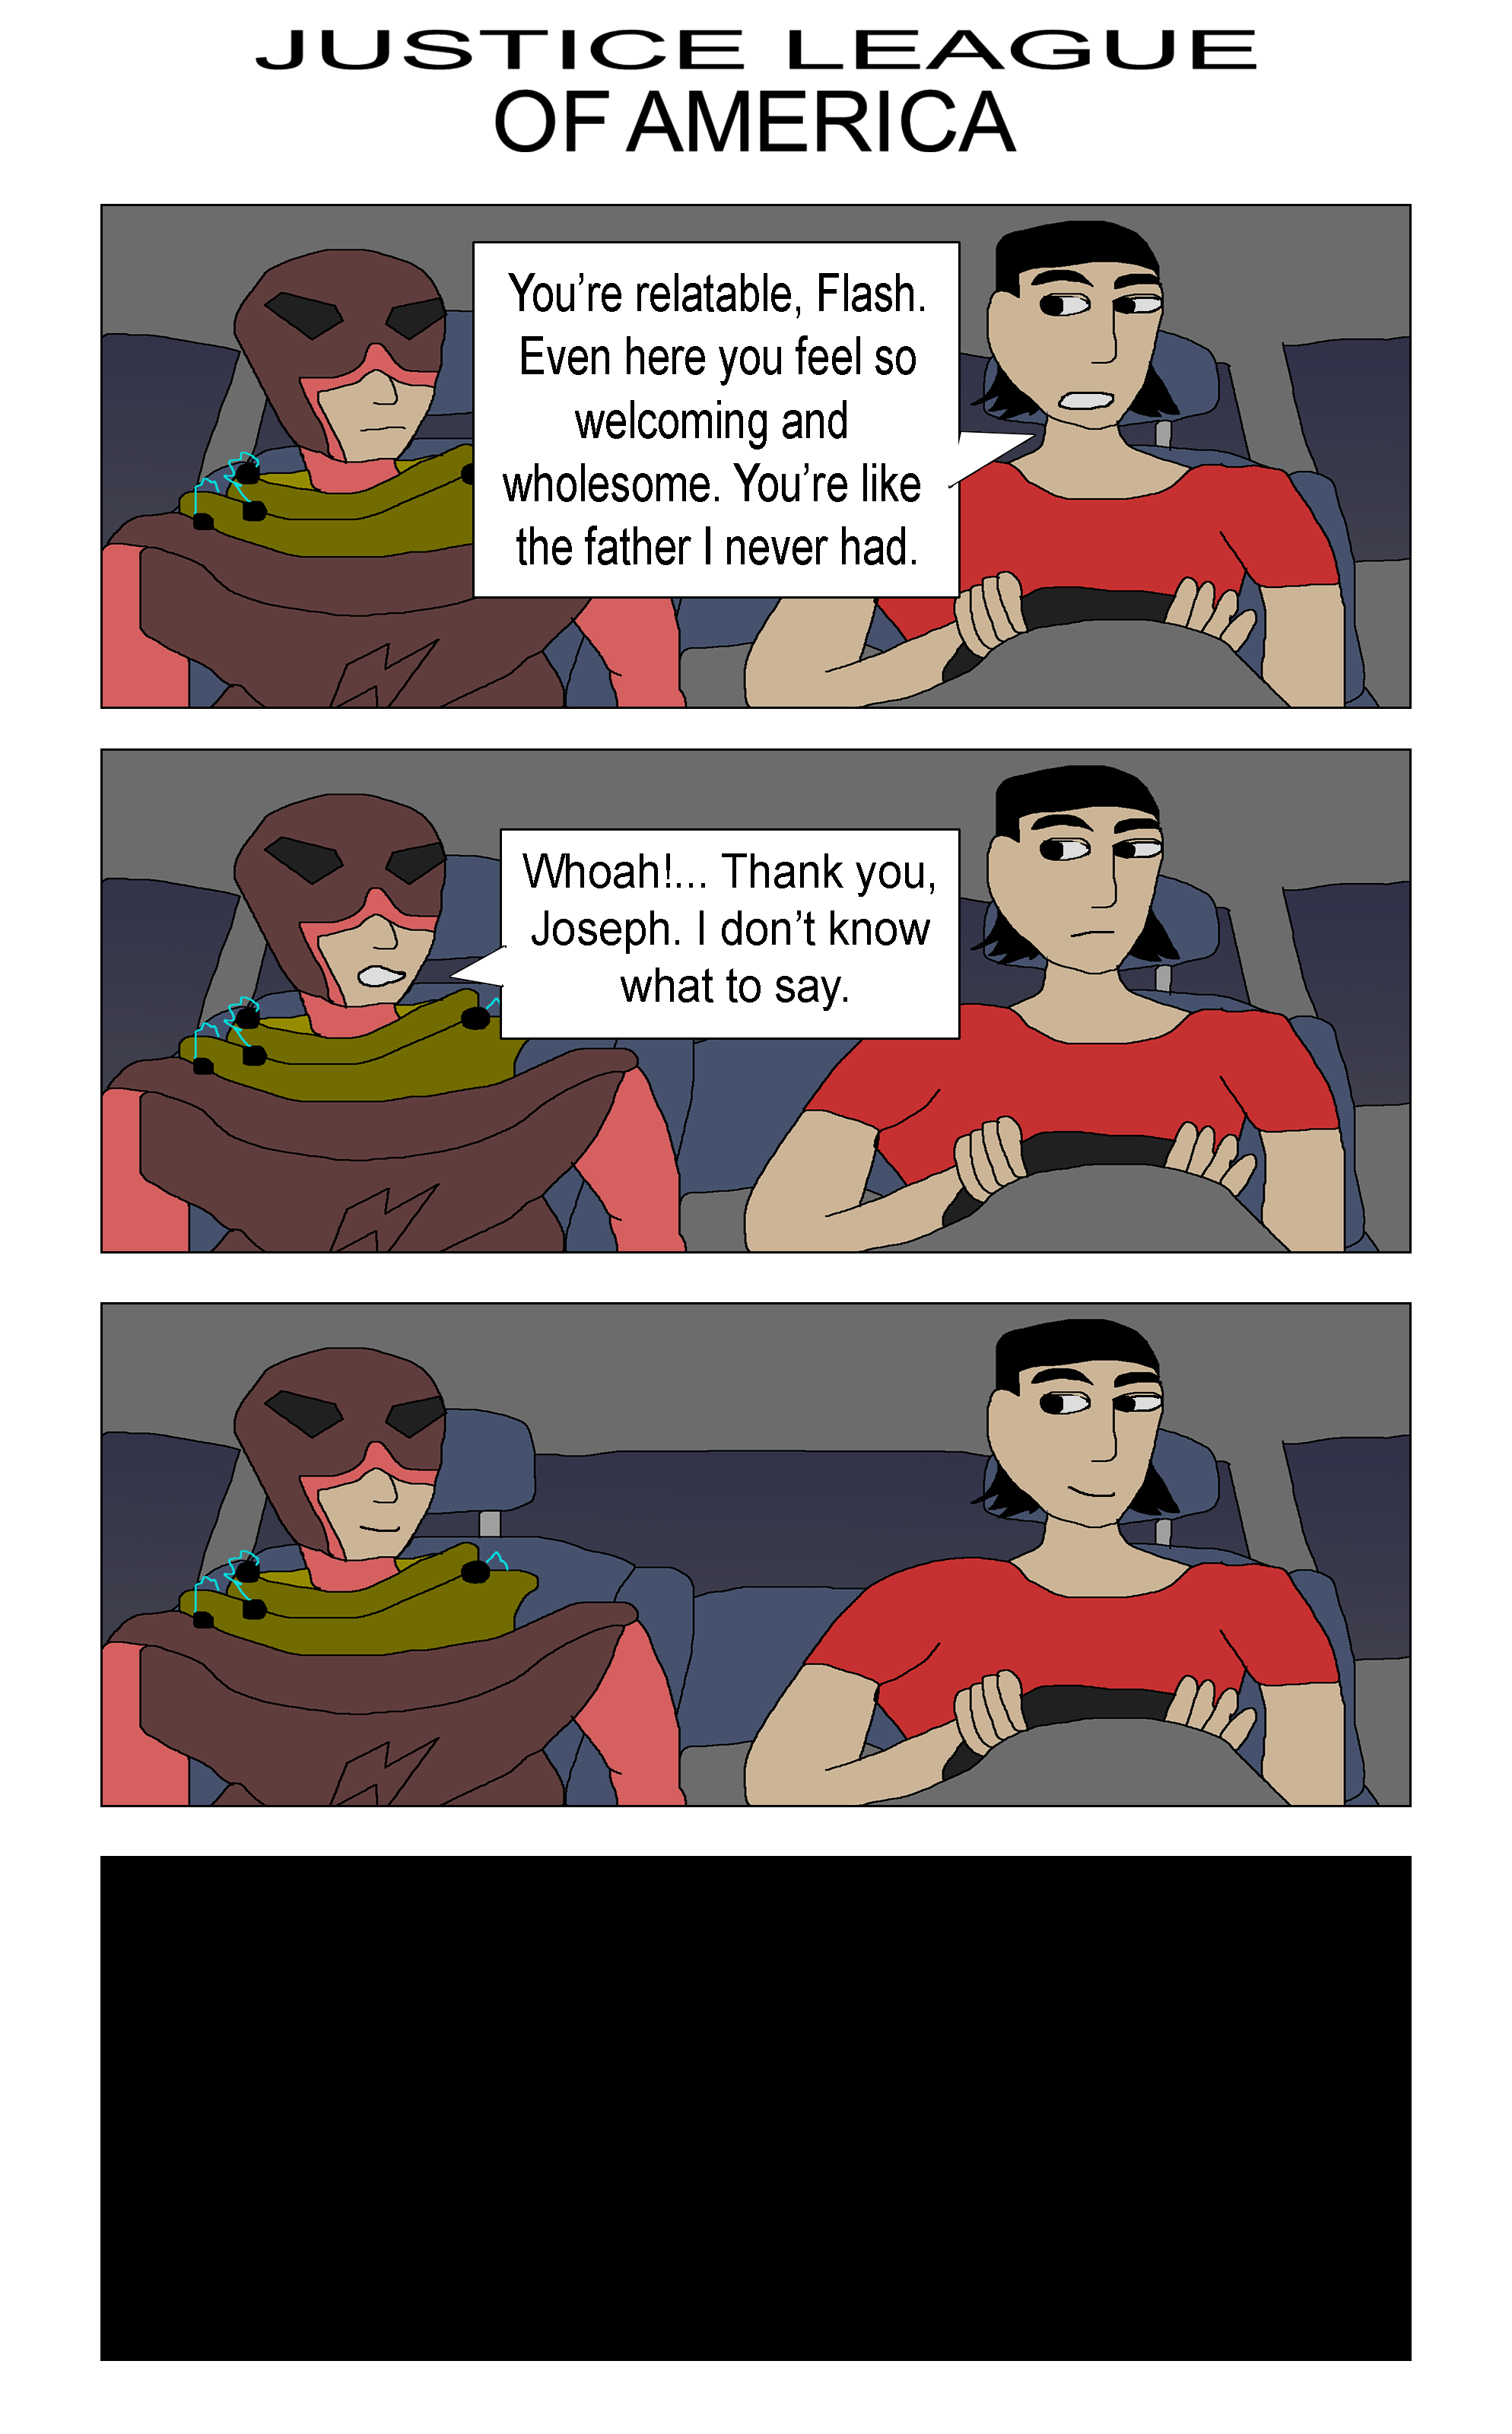 JUSTICE LEAGUE
OF AMERICA
You're relatable, Flash.
Even here you feel so
welcoming and
wholesome. You're like
the father I never had.
Whoah!... Thank you,
Joseph. I don't know
what to say.